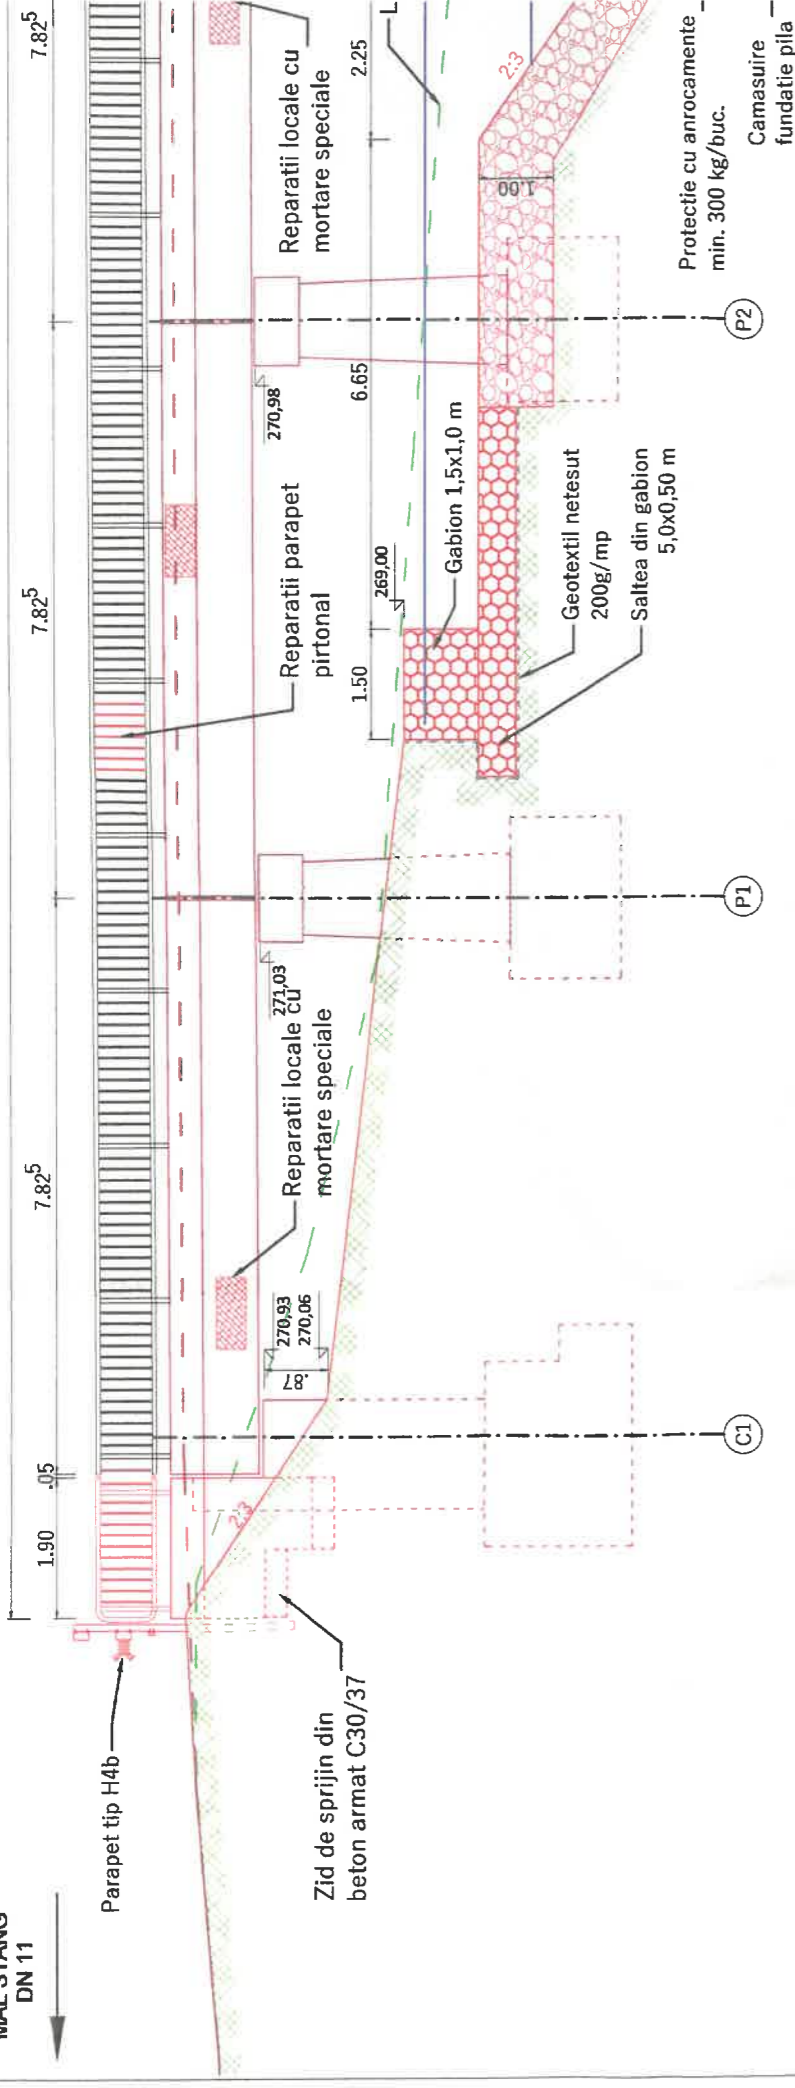 MAL STANG
DN 11
1.90
.05
7.82⁵
7.82⁵
7.82⁵
Parapet tip H4b
Zid de sprijin din
beton armat C30/37
2:3
.87
270,93
270,06
Reparatii locale cu
mortare speciale
271,03
Reparatii parapet
pirtonal
270,98
Reparatii locale cu
mortare speciale
1.50
6.65
2.25
269,00
Gabion 1,5x1,0 m
Geotextil netesut
200g/mp
Saltea din gabion
5,0x0,50 m
1.00
2:3
L
Protectie cu anrocamente
min. 300 kg/buc.
Camasuire
fundatie pila
C1
P1
P2